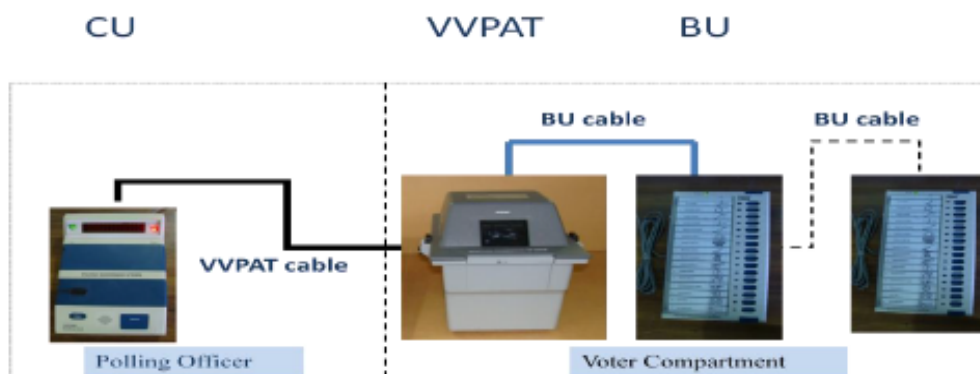 CU VVPAT BU
BU cable BU cable
VVPAT cable
Polling Officer Voter Compartment